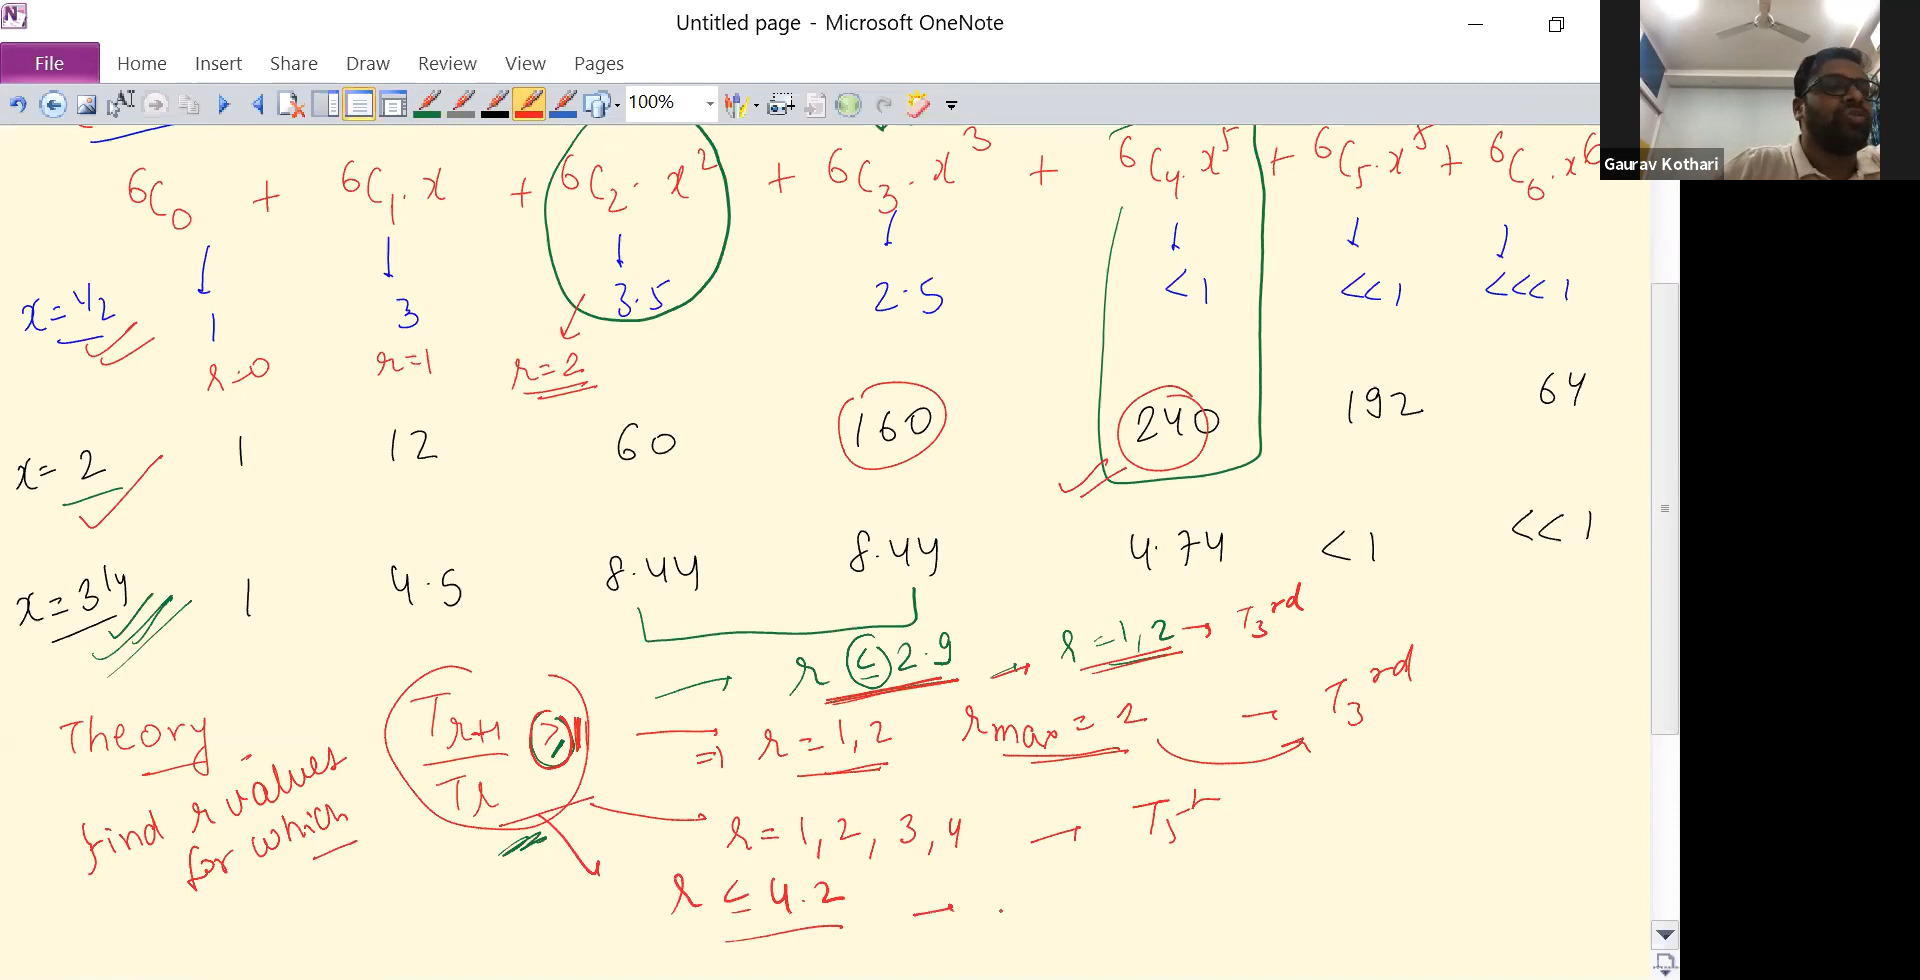 Untitled page - Microsoft OneNote
File Home Insert Share Draw Review View Pages
100%
Gaurav Kothari
⁶C₀ + ⁶C₁·x + ⁶C₂·x² + ⁶C₃·x³ + ⁶C₄·x⁵ + ⁶C₅·x⁵ + ⁶C₆·x⁶
x=1/2 1 3 3.5 2.5 <1 <<1 <<<1
r=0 r=1 r=2
x=2 1 12 60 160 240 192 64
x=3/4 1 4.5 8.44 8.44 4.74 <1 <<1
r ≤ 2.9 → r=1,2 → T₃rd
Theory
find r values
for which
Tr+1/Tr ≥ 1
⇒ r=1,2 rmax=2 → T₃rd
r=1,2,3,4 →
r ≤ 4.2 →